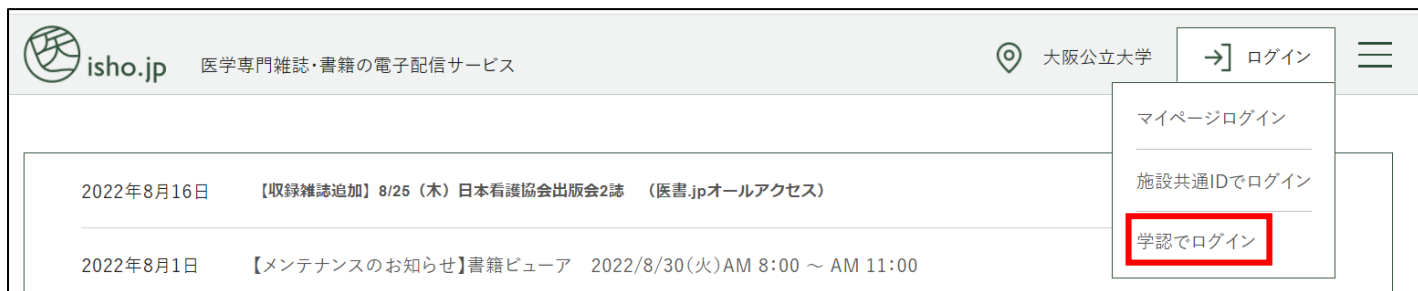 医 isho.jp 医学専門雑誌・書籍の電子配信サービス 大阪公立大学 ログイン
マイページログイン
施設共通IDでログイン
学認でログイン
2022年8月16日 【収録雑誌追加】8/25（木）日本看護協会出版会2誌 （医書.jpオールアクセス）
2022年8月1日 【メンテナンスのお知らせ】書籍ビューア 2022/8/30(火)AM 8:00 ～ AM 11:00